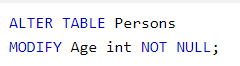 ALTER TABLE Persons
MODIFY Age int NOT NULL;